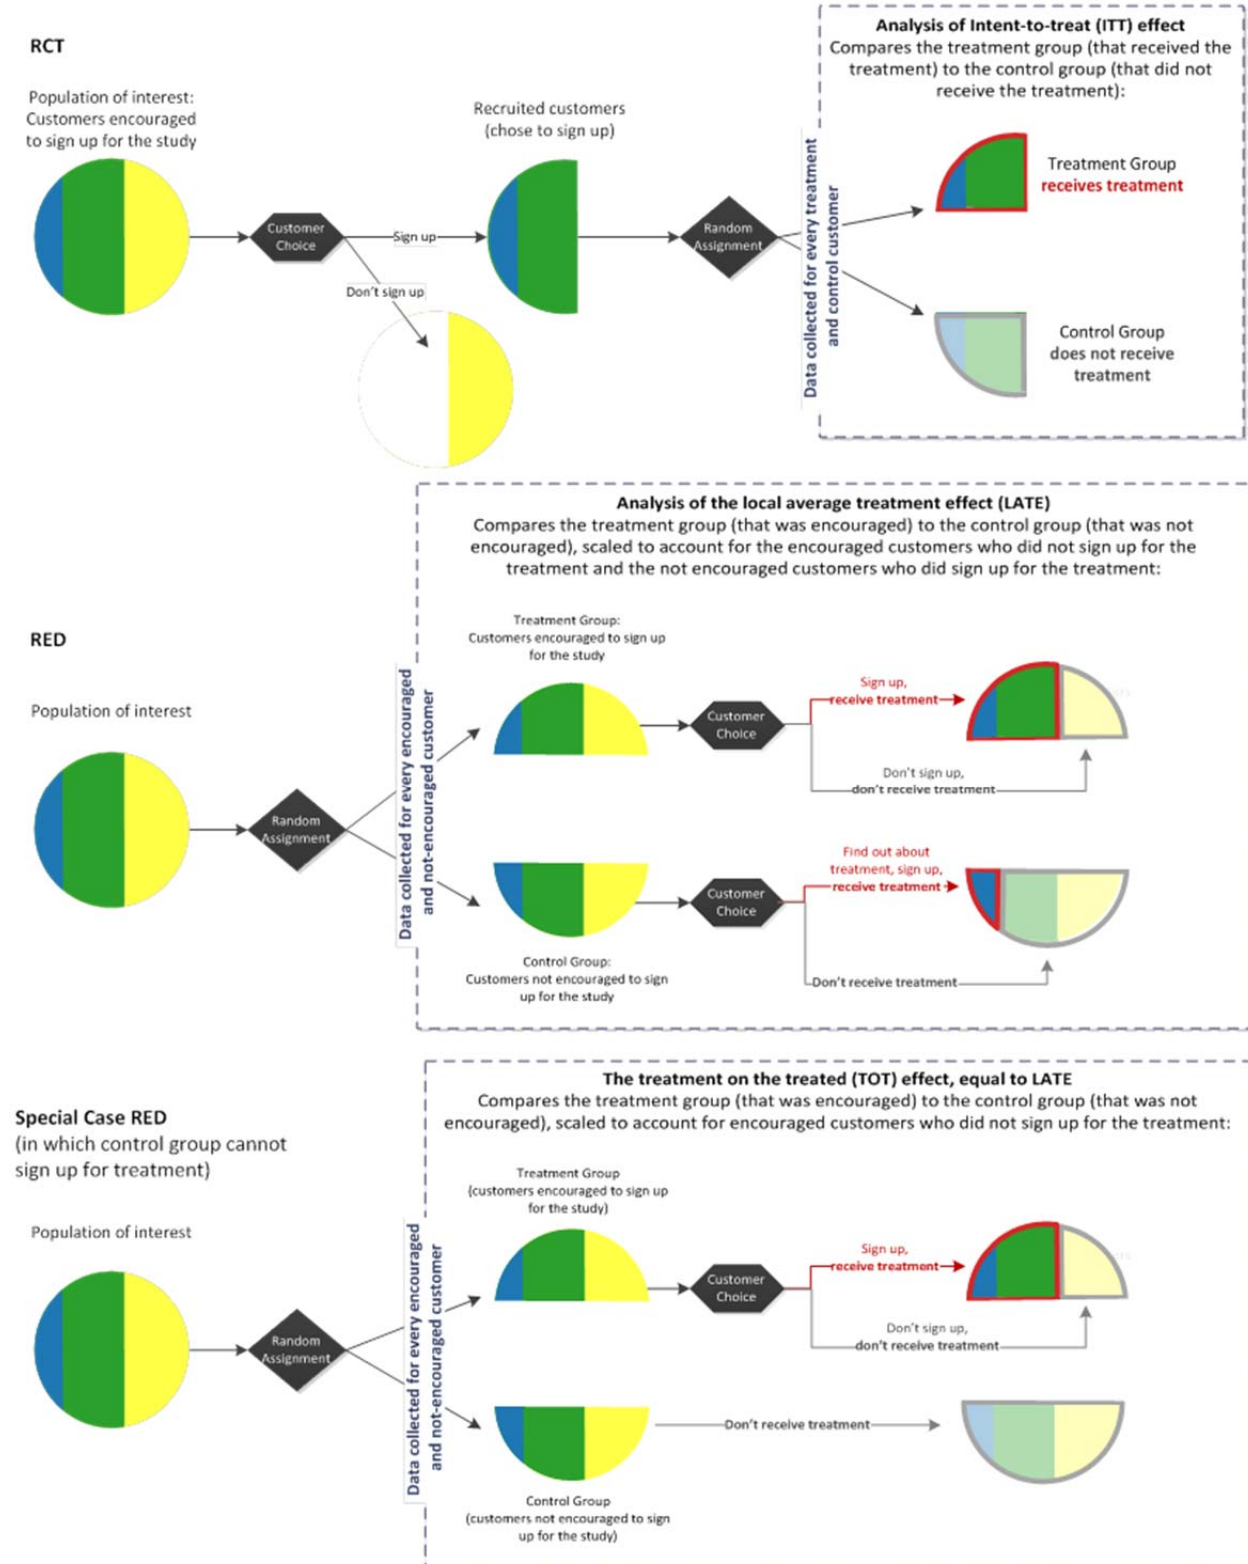 RCT
Population of interest:
Customers encouraged
to sign up for the study
Customer
Choice
Sign up
Don't sign up
Recruited customers
(chose to sign up)
Random
Assignment
Data collected for every treatment
and control customer
Analysis of Intent-to-treat (ITT) effect
Compares the treatment group (that received the
treatment) to the control group (that did not
receive the treatment):
Treatment Group
receives treatment
Control Group
does not receive
treatment
RED
Population of interest
Random
Assignment
Data collected for every encouraged
and not-encouraged customer
Analysis of the local average treatment effect (LATE)
Compares the treatment group (that was encouraged) to the control group (that was not
encouraged), scaled to account for the encouraged customers who did not sign up for the
treatment and the not encouraged customers who did sign up for the treatment:
Treatment Group:
Customers encouraged to sign up
for the study
Customer
Choice
Sign up,
receive treatment
Don't sign up,
don't receive treatment
Control Group:
Customers not encouraged to sign
up for the study
Customer
Choice
Find out about
treatment, sign up,
receive treatment
Don't receive treatment
Special Case RED
(in which control group cannot
sign up for treatment)
Population of interest
Random
Assignment
Data collected for every encouraged
and not-encouraged customer
The treatment on the treated (TOT) effect, equal to LATE
Compares the treatment group (that was encouraged) to the control group (that was not
encouraged), scaled to account for encouraged customers who did not sign up for the treatment:
Treatment Group
(customers encouraged to sign up
for the study)
Customer
Choice
Sign up,
receive treatment
Don't sign up,
don't receive treatment
Don't receive treatment
Control Group
(customers not encouraged to sign
up for the study)